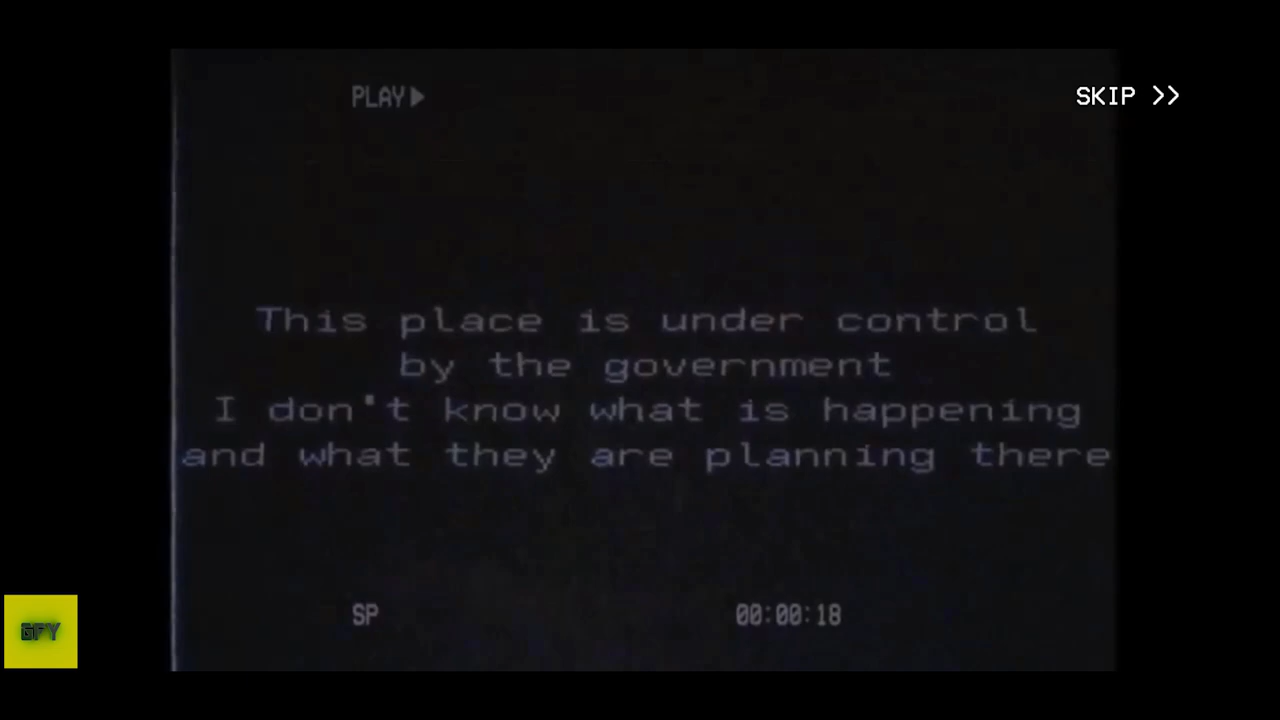 PLAY▶
SKIP >>
This place is under control
by the government
I don't know what is happening
and what they are planning there
SP
00:00:18
GFY